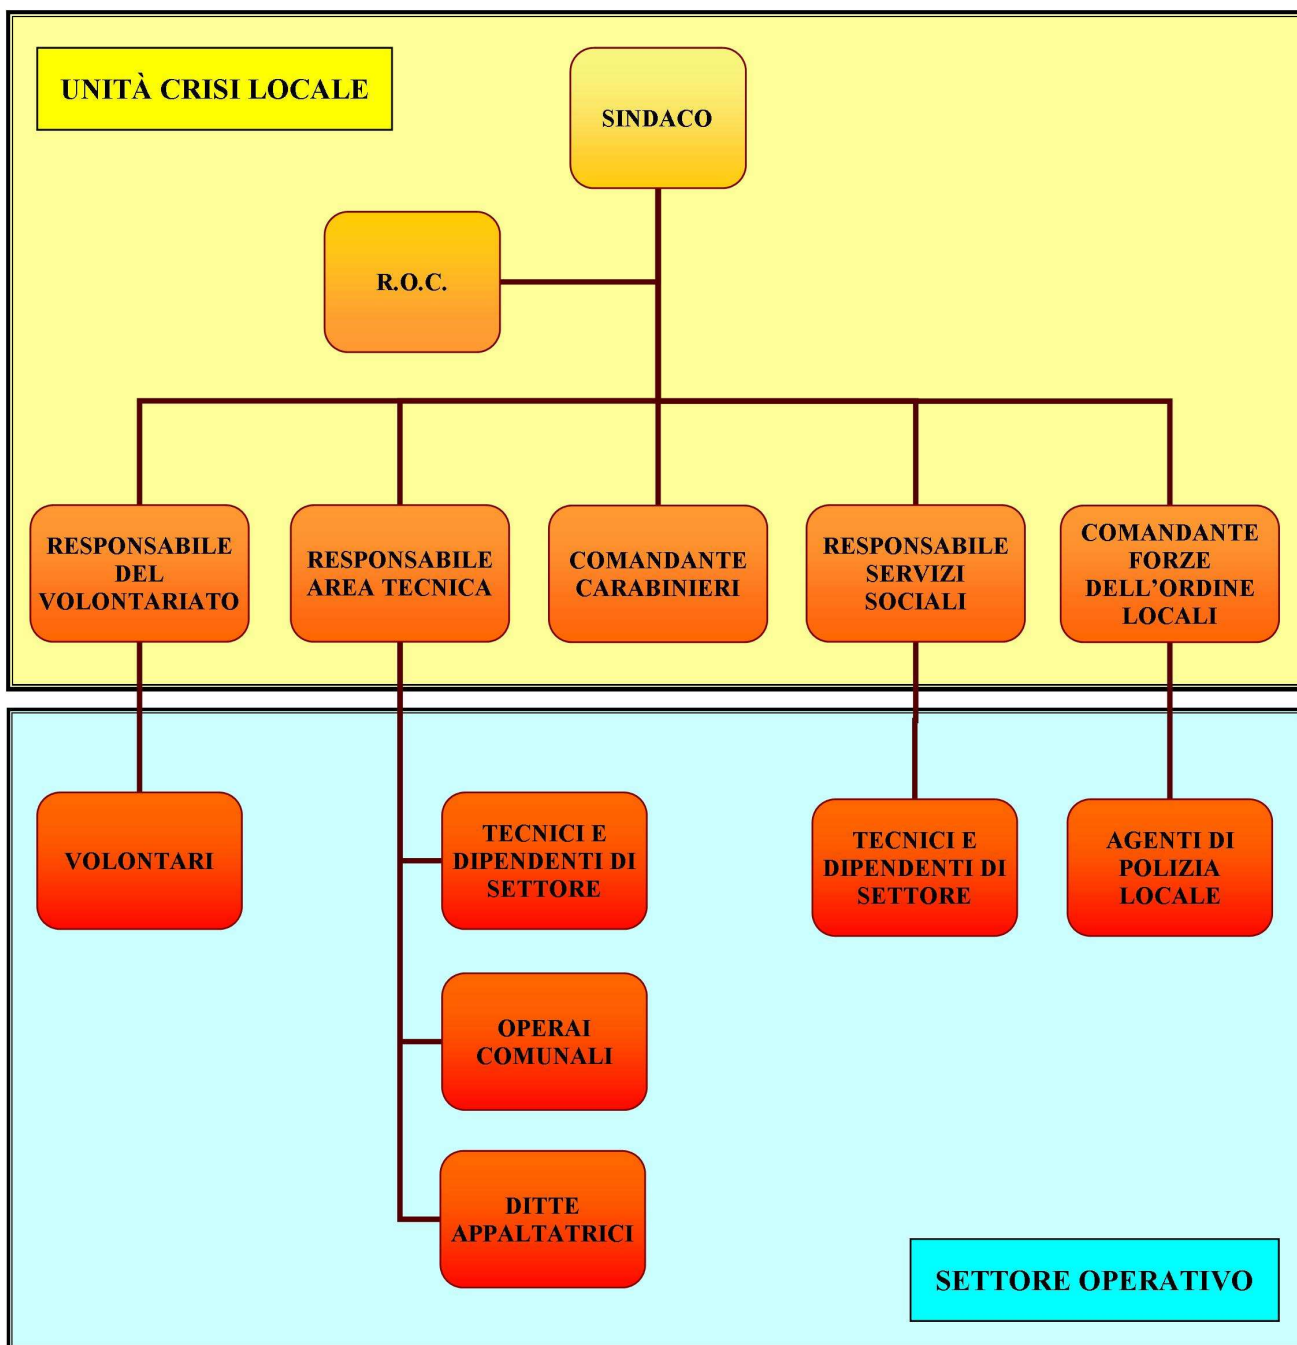 UNITÀ CRISI LOCALE
SINDACO
R.O.C.
RESPONSABILE
DEL
VOLONTARIATO
RESPONSABILE
AREA TECNICA
COMANDANTE
CARABINIERI
RESPONSABILE
SERVIZI
SOCIALI
COMANDANTE
FORZE
DELL'ORDINE
LOCALI
VOLONTARI
TECNICI E
DIPENDENTI DI
SETTORE
TECNICI E
DIPENDENTI DI
SETTORE
AGENTI DI
POLIZIA
LOCALE
OPERAI
COMUNALI
DITTE
APPALTATRICI
SETTORE OPERATIVO